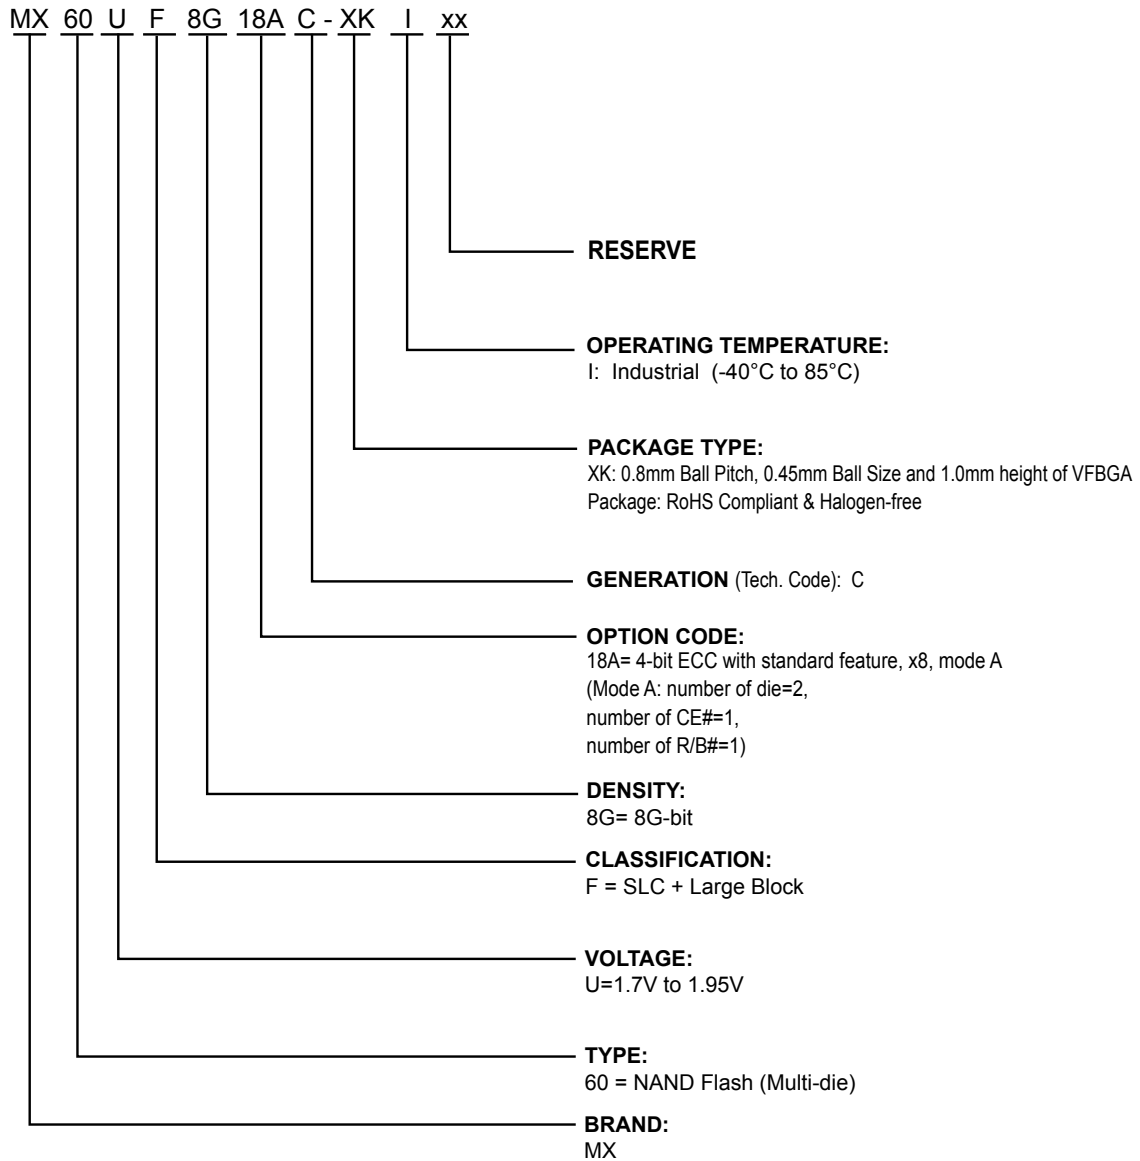 MX 60 U F 8G 18A C - XK I xx
RESERVE
OPERATING TEMPERATURE:
I: Industrial (-40°C to 85°C)
PACKAGE TYPE:
XK: 0.8mm Ball Pitch, 0.45mm Ball Size and 1.0mm height of VFBGA
Package: RoHS Compliant & Halogen-free
GENERATION (Tech. Code): C
OPTION CODE:
18A= 4-bit ECC with standard feature, x8, mode A
(Mode A: number of die=2,
number of CE#=1,
number of R/B#=1)
DENSITY:
8G= 8G-bit
CLASSIFICATION:
F = SLC + Large Block
VOLTAGE:
U=1.7V to 1.95V
TYPE:
60 = NAND Flash (Multi-die)
BRAND:
MX